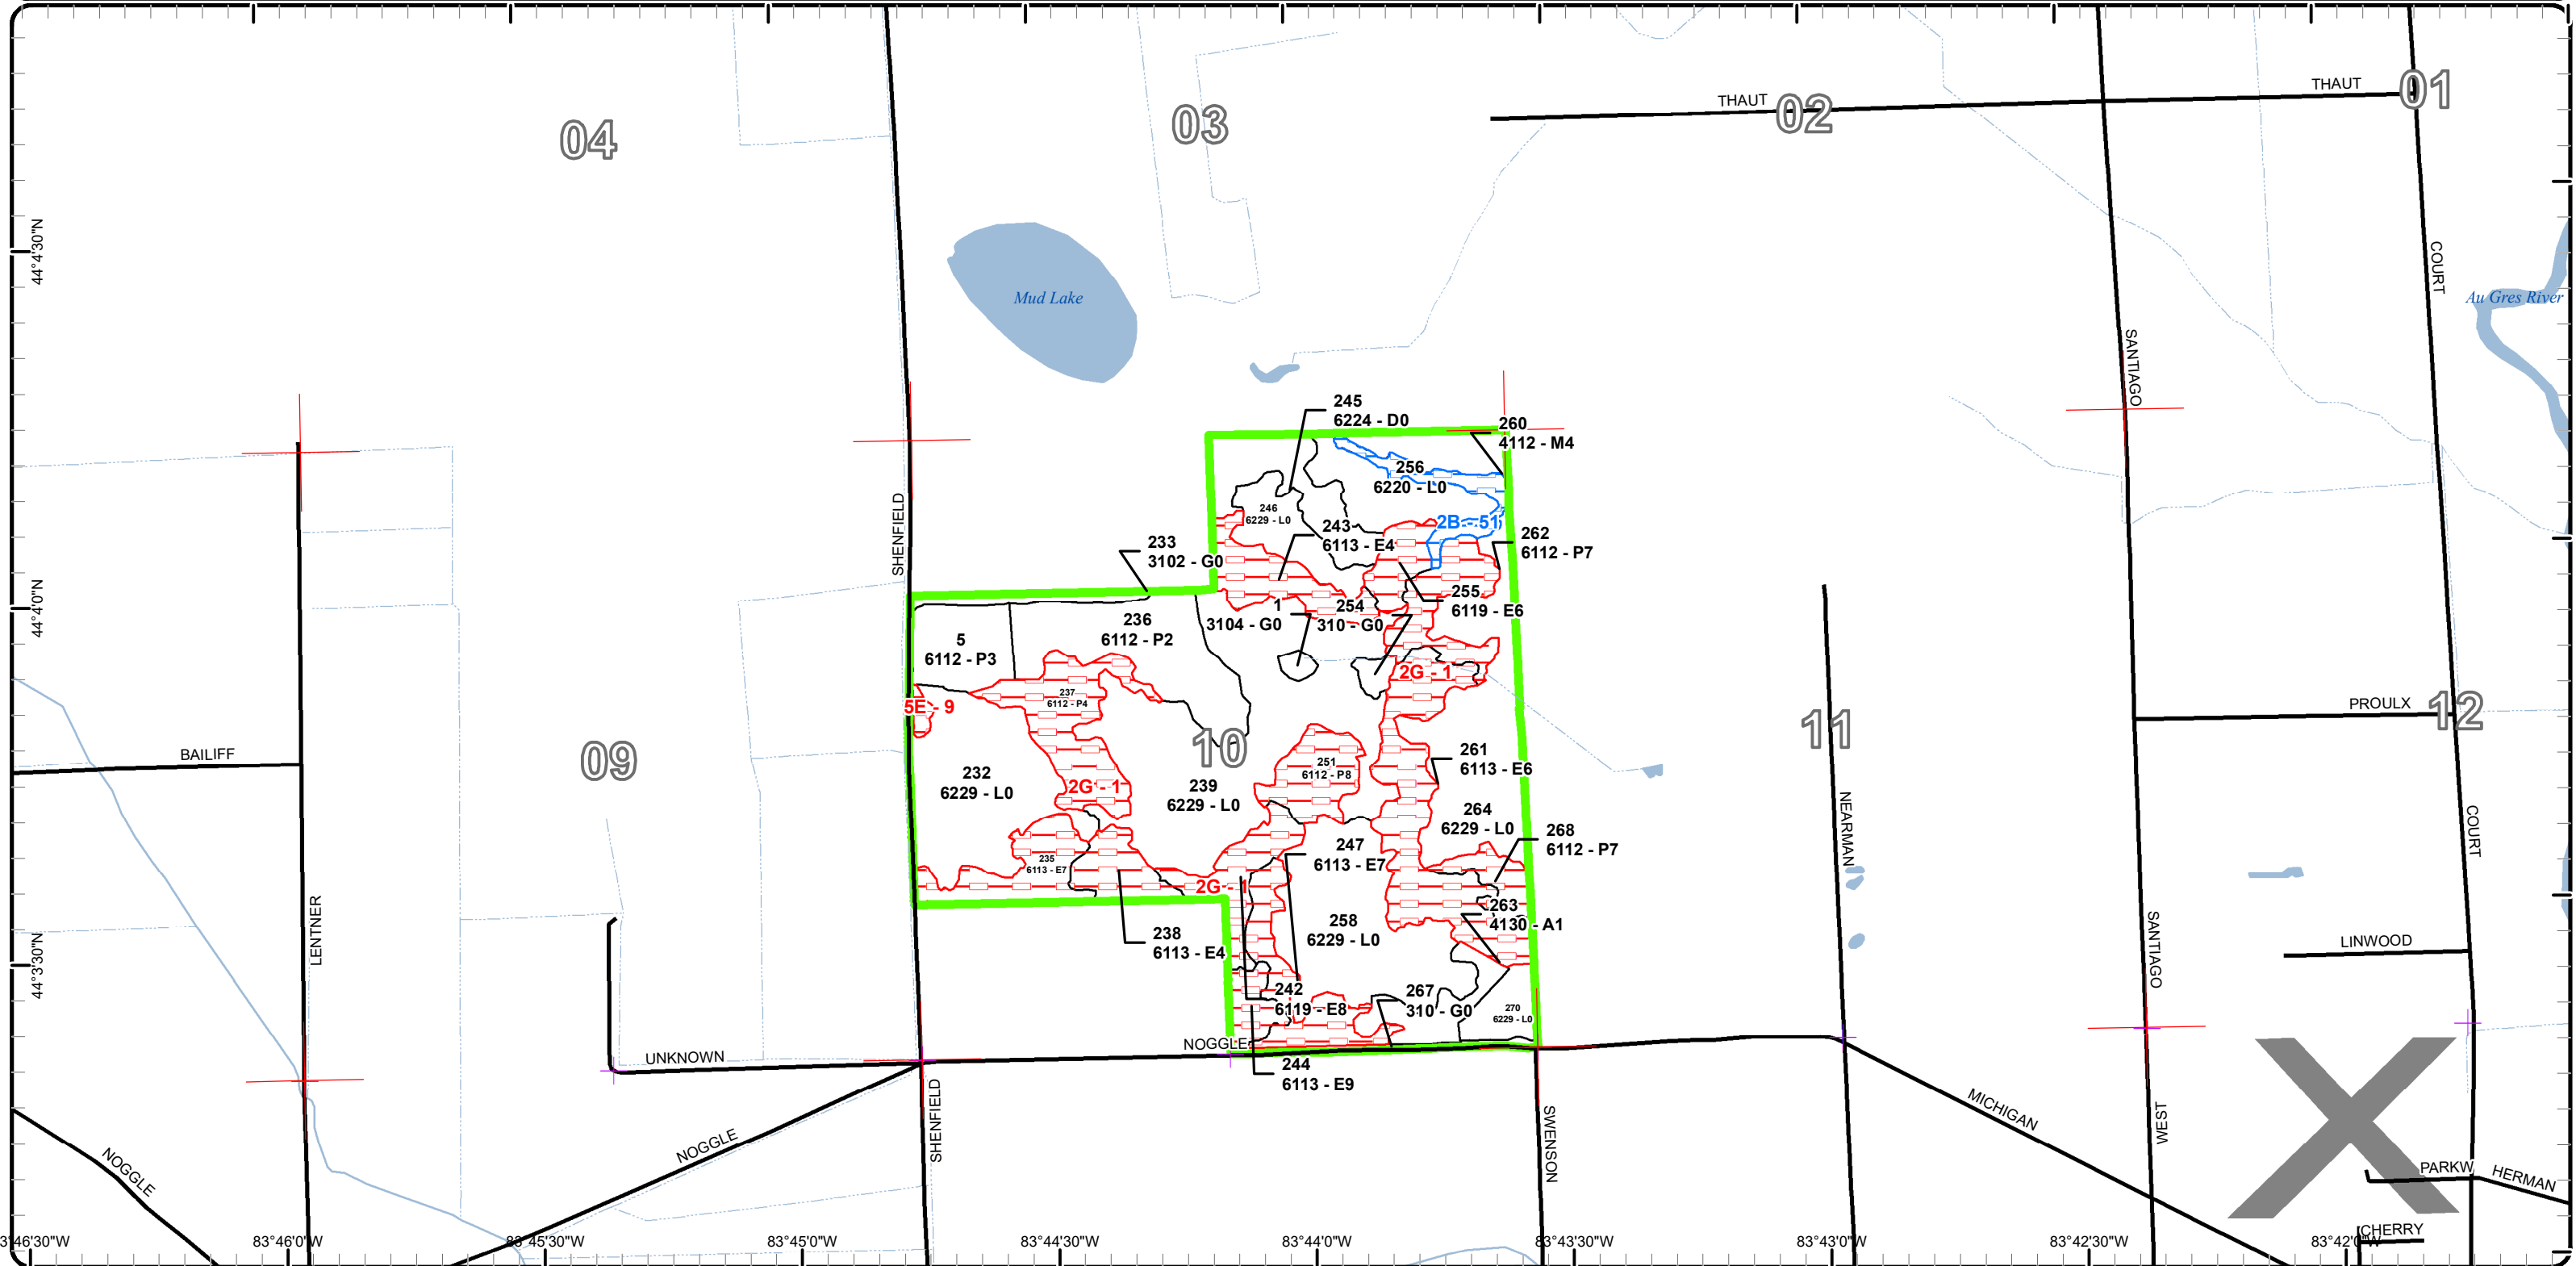 THAUT
THAUT
01
02
03
04
COURT
44°4'30"N
Mud Lake
Au Gres River
SANTIAGO
245
6224 - D0
260
4112 - M4
256
6220 - L0
SHENFIELD
246
6229 - L0
2B - 51
243
6113 - E4
262
6112 - P7
233
3102 - G0
44°4'0"N
255
6119 - E6
1
3104 - G0
254
310 - G0
236
6112 - P2
5
6112 - P3
2G - 1
237
6112 - P4
5E - 9
PROULX
12
11
10
09
BAILIFF
261
6113 - E6
251
6112 - P8
232
6229 - L0
2G - 1
239
6229 - L0
264
6229 - L0
NEARMAN
COURT
268
6112 - P7
247
6113 - E7
235
6113 - E7
2G - 1
263
4130 - A1
258
6229 - L0
LENTNER
238
6113 - E4
SANTIAGO
LINWOOD
44°3'30"N
242
6119 - E8
267
310 - G0
270
6229 - L0
NOGGLE
UNKNOWN
244
6113 - E9
SHENFIELD
SWENSON
MICHIGAN
WEST
X
NOGGLE
NOGGLE
PARKW
HERMAN
CHERRY
3°46'30"W
83°46'0"W
83°45'30"W
83°45'0"W
83°44'30"W
83°44'0"W
83°43'30"W
83°43'0"W
83°42'30"W
83°42'0"W